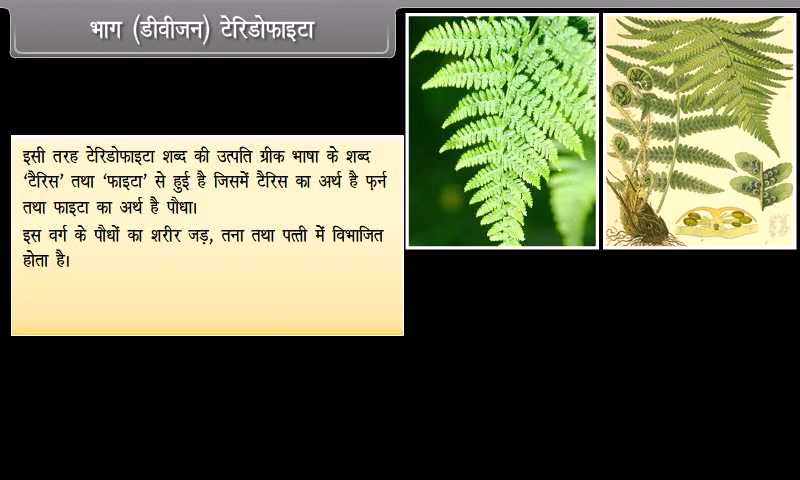 भाग (डीवीजन) टेरिडोफाइटा
इसी तरह टेरिडोफाइटा शब्द की उत्पति ग्रीक भाषा के शब्द
‘टैरिस’ तथा ‘फाइटा’ से हुई है जिसमें टैरिस का अर्थ है फ़र्न
तथा फाइटा का अर्थ है पौधा।
इस वर्ग के पौधों का शरीर जड़, तना तथा पत्ती में विभाजित
होता है।